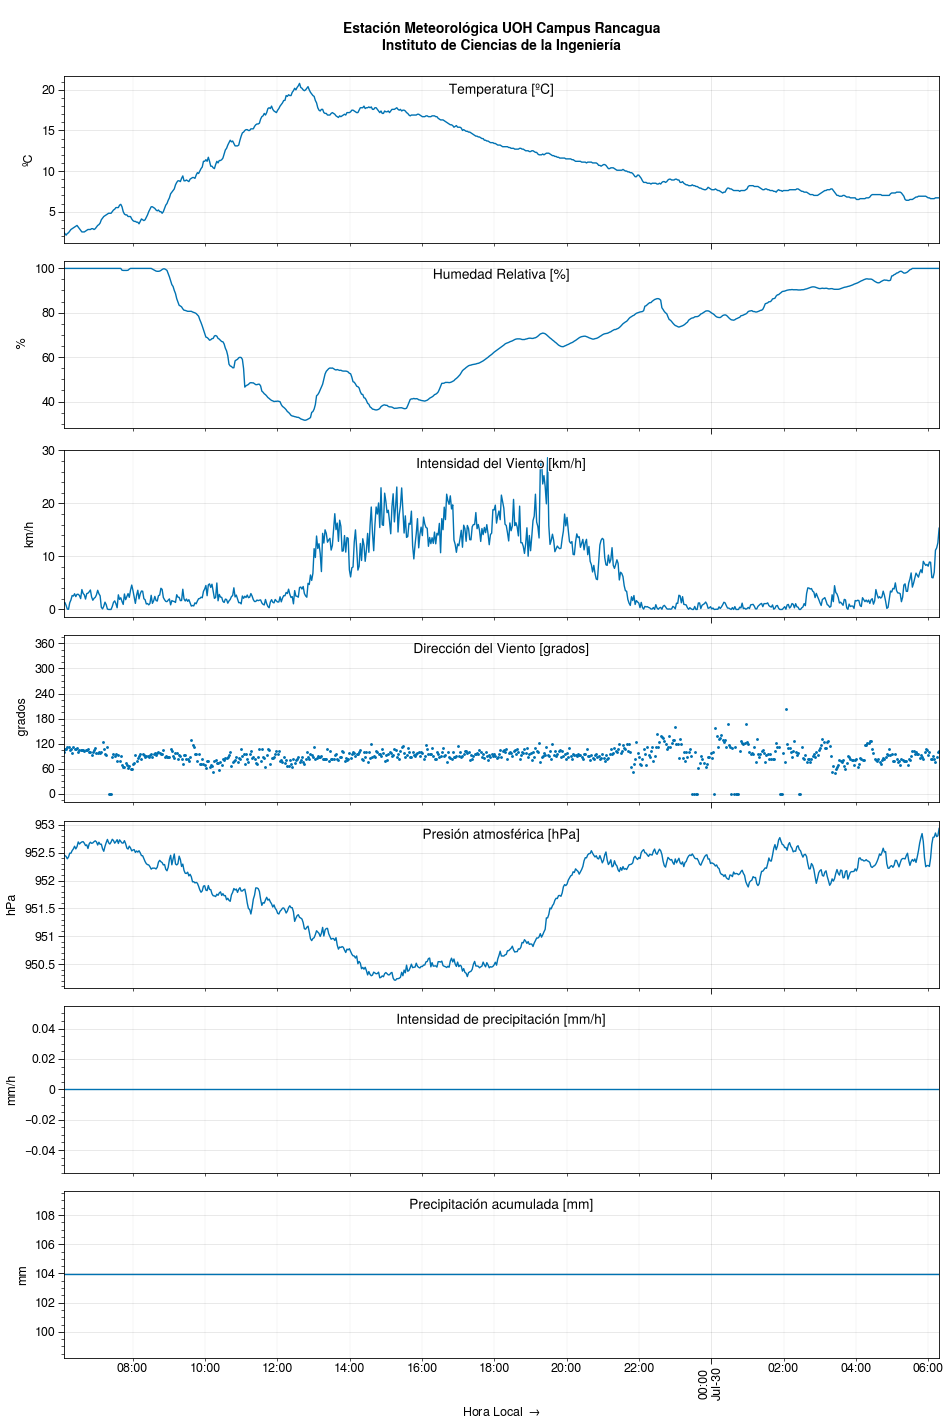 Estación Meteorológica UOH Campus Rancagua
Instituto de Ciencias de la Ingeniería
Temperatura [ºC]
ºC
20
15
10
5
Humedad Relativa [%]
%
100
80
60
40
Intensidad del Viento [km/h]
km/h
30
20
10
0
Dirección del Viento [grados]
grados
360
300
240
180
120
60
0
Presión atmosférica [hPa]
hPa
953
952.5
952
951.5
951
950.5
Intensidad de precipitación [mm/h]
mm/h
0.04
0.02
0
−0.02
−0.04
Precipitación acumulada [mm]
mm
108
106
104
102
100
08:00 10:00 12:00 14:00 16:00 18:00 20:00 22:00 00:00 02:00 04:00 06:00
Jul-30
Hora Local →